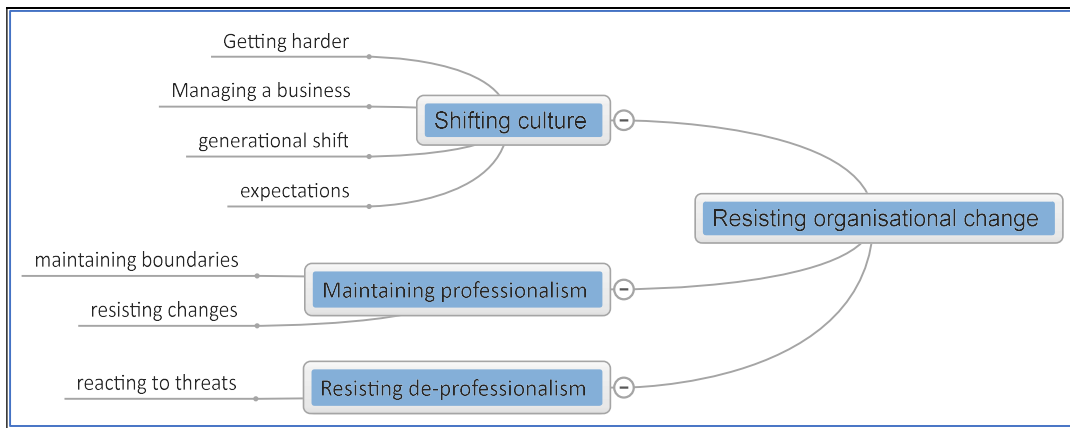 Getting harder
Managing a business
generational shift
expectations
Shifting culture
Resisting organisational change
maintaining boundaries
resisting changes
Maintaining professionalism
reacting to threats
Resisting de-professionalism